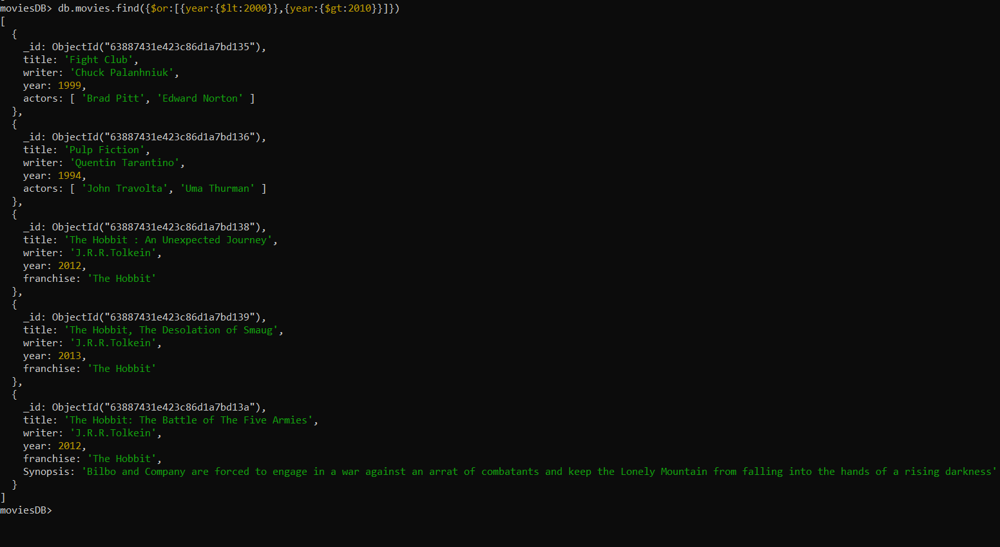 moviesDB> db.movies.find({$or:[{year:{$lt:2000}},{year:{$gt:2010}}]})
[
  {
    _id: ObjectId("63887431e423c86d1a7bd135"),
    title: 'Fight Club',
    writer: 'Chuck Palanhniuk',
    year: 1999,
    actors: [ 'Brad Pitt', 'Edward Norton' ]
  },
  {
    _id: ObjectId("63887431e423c86d1a7bd136"),
    title: 'Pulp Fiction',
    writer: 'Quentin Tarantino',
    year: 1994,
    actors: [ 'John Travolta', 'Uma Thurman' ]
  },
  {
    _id: ObjectId("63887431e423c86d1a7bd138"),
    title: 'The Hobbit : An Unexpected Journey',
    writer: 'J.R.R.Tolkein',
    year: 2012,
    franchise: 'The Hobbit'
  },
  {
    _id: ObjectId("63887431e423c86d1a7bd139"),
    title: 'The Hobbit, The Desolation of Smaug',
    writer: 'J.R.R.Tolkein',
    year: 2013,
    franchise: 'The Hobbit'
  },
  {
    _id: ObjectId("63887431e423c86d1a7bd13a"),
    title: 'The Hobbit: The Battle of The Five Armies',
    writer: 'J.R.R.Tolkein',
    year: 2012,
    franchise: 'The Hobbit',
    Synopsis: 'Bilbo and Company are forced to engage in a war against an arrat of combatants and keep the Lonely Mountain from falling into the hands of a rising darkness'
  }
]
moviesDB>